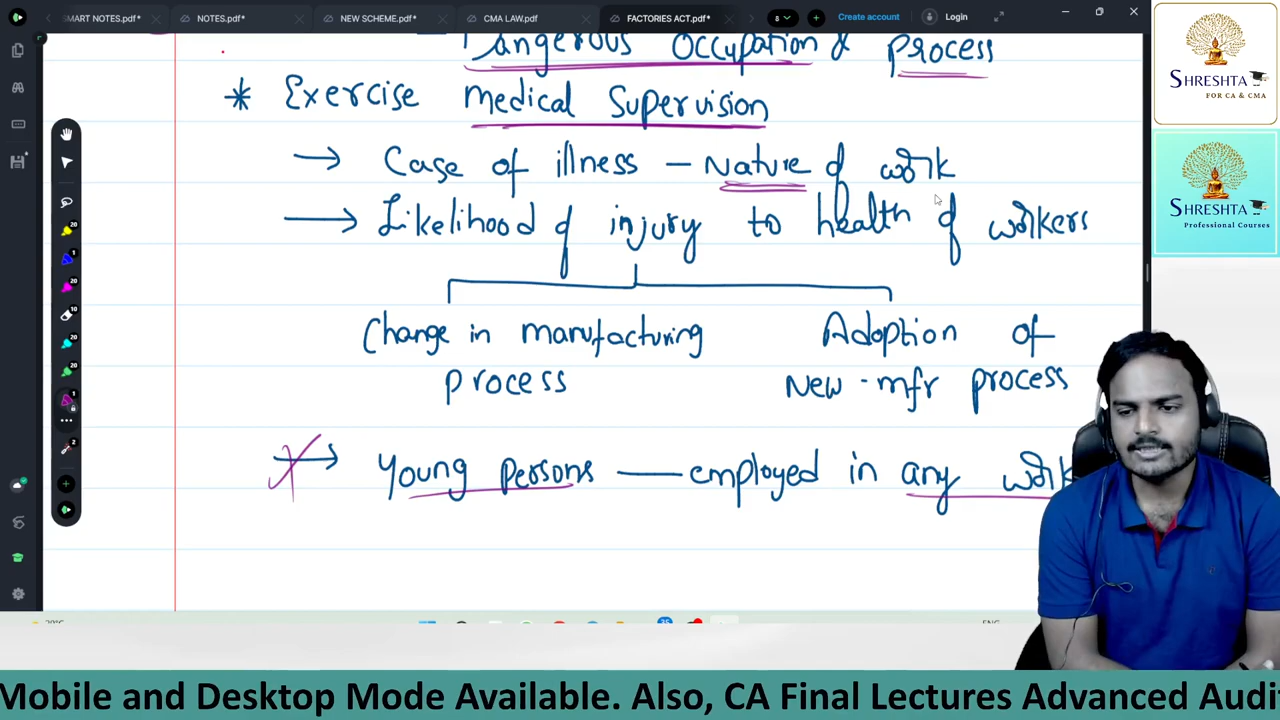 SMART NOTES.pdf* NOTES.pdf* NEW SCHEME.pdf* CMA LAW.pdf FACTORIES ACT.pdf* 8 Create account Login
Dangerous Occupation & Process
* Exercise Medical Supervision
→ Case of illness — Nature of work
→ Likelihood of injury to health of workers
Change in manufacturing process
Adoption of New - mfr process
→ Young persons — employed in any work
SHRESHTA
FOR CA & CMA
SHRESHTA
Professional Courses
ENG
Mobile and Desktop Mode Available. Also, CA Final Lectures Advanced Audi